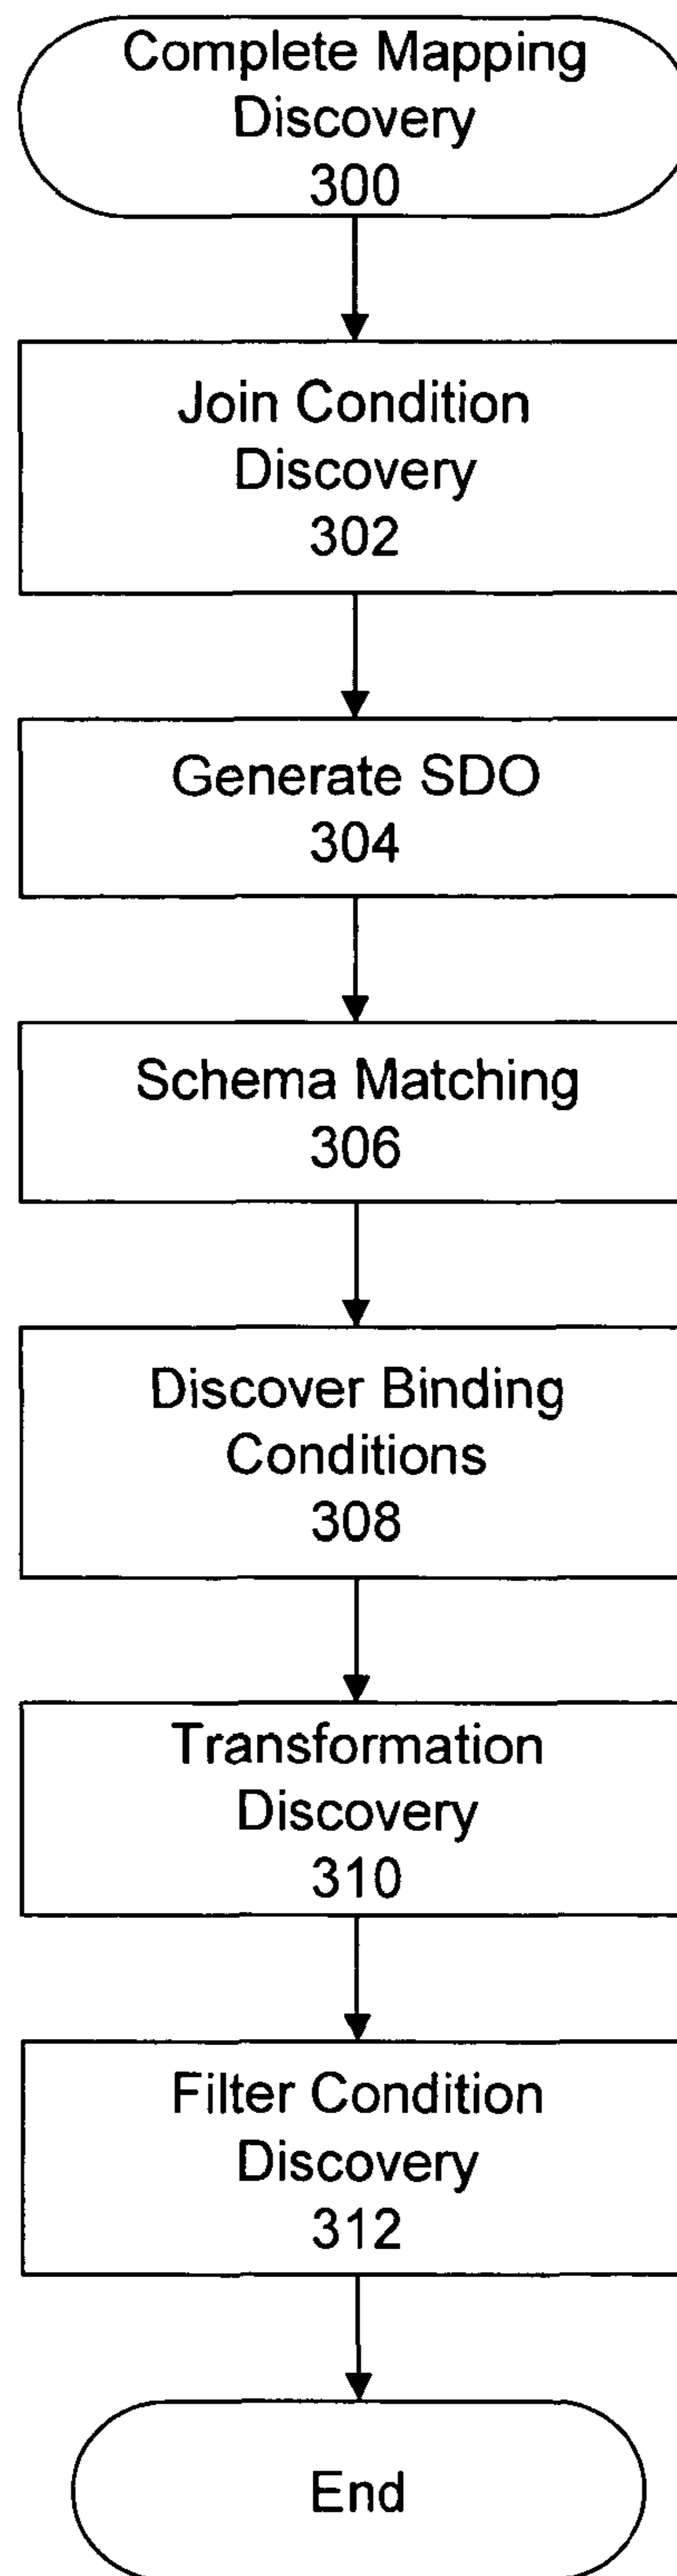 Complete Mapping
Discovery
300
Join Condition
Discovery
302
Generate SDO
304
Schema Matching
306
Discover Binding
Conditions
308
Transformation
Discovery
310
Filter Condition
Discovery
312
End